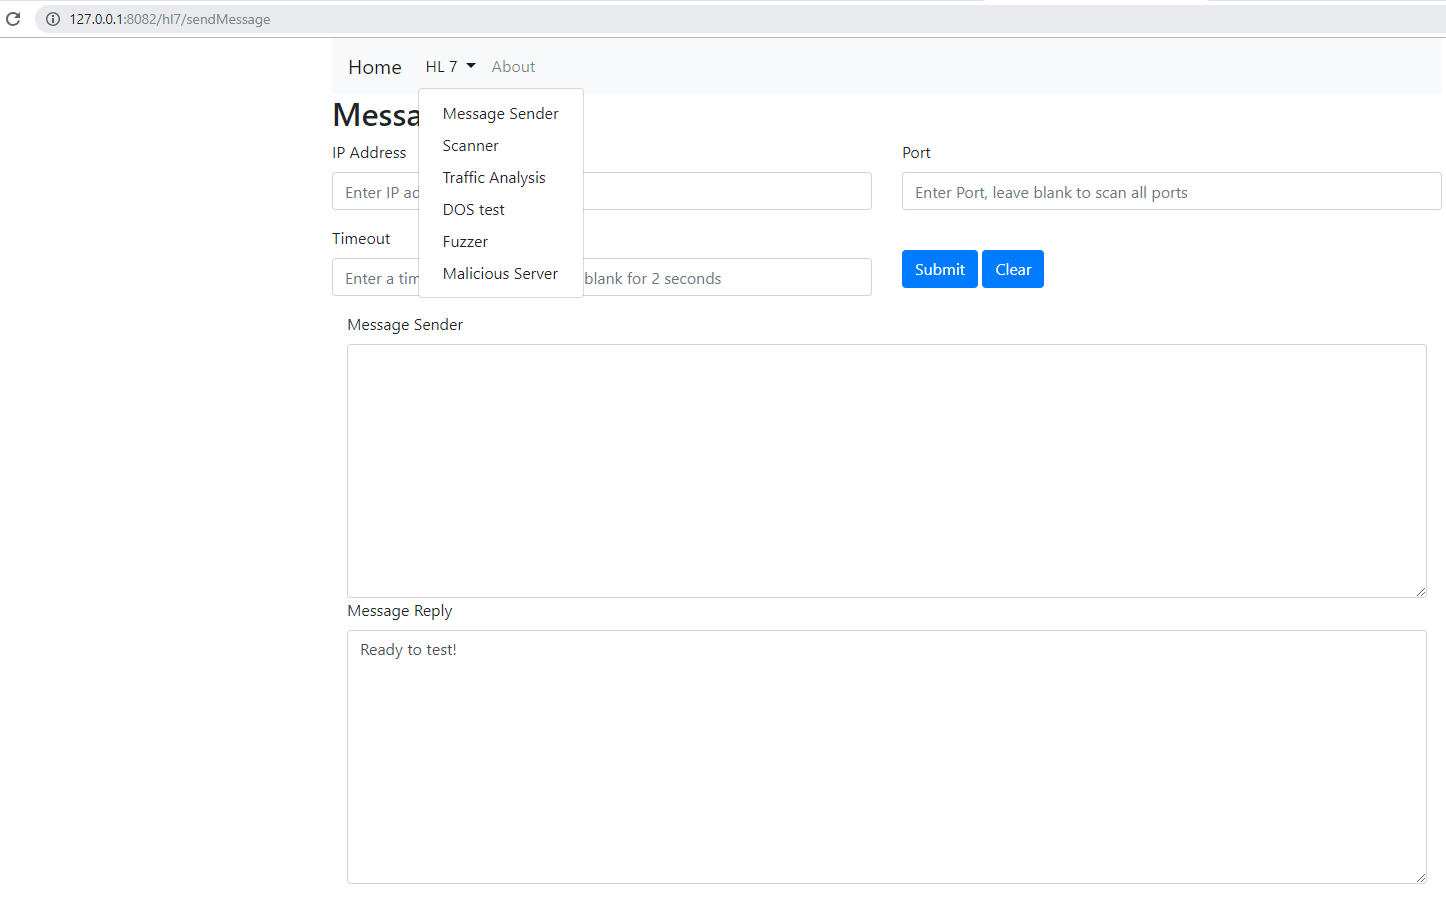 127.0.0.1:8082/hl7/sendMessage
Home HL 7 About
Messa
Message Sender
Scanner
Traffic Analysis
DOS test
Fuzzer
Malicious Server
IP Address
Port
Enter IP ad
Enter Port, leave blank to scan all ports
Timeout
Enter a tim blank for 2 seconds
Submit Clear
Message Sender
Message Reply
Ready to test!